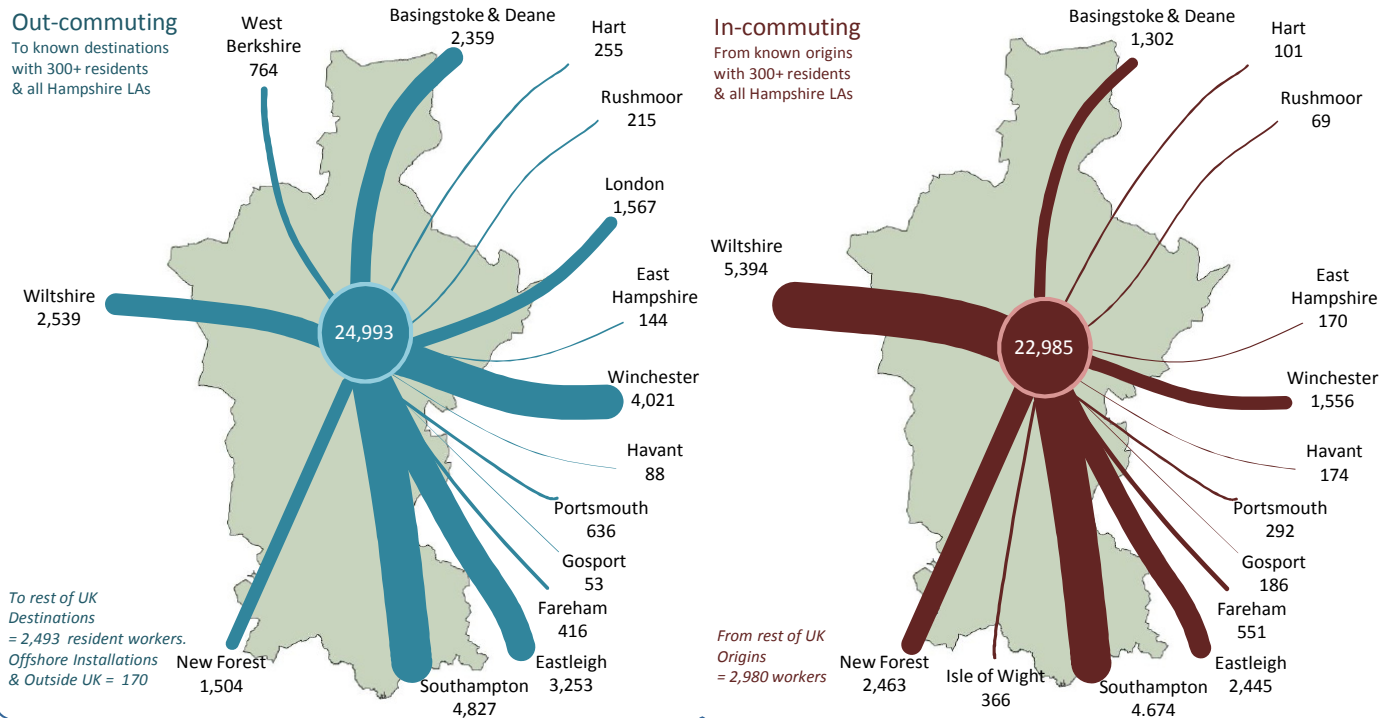 Out-commuting
To known destinations
with 300+ residents
& all Hampshire LAs
West
Berkshire
764
Basingstoke & Deane
2,359
Hart
255
Rushmoor
215
London
1,567
Wiltshire
2,539
East
Hampshire
144
24,993
Winchester
4,021
Havant
88
Portsmouth
636
Gosport
53
Fareham
416
Eastleigh
3,253
Southampton
4,827
New Forest
1,504
To rest of UK
Destinations
= 2,493 resident workers.
Offshore Installations
& Outside UK = 170
In-commuting
From known origins
with 300+ residents
& all Hampshire LAs
Basingstoke & Deane
1,302
Hart
101
Rushmoor
69
Wiltshire
5,394
East
Hampshire
170
22,985
Winchester
1,556
Havant
174
Portsmouth
292
Gosport
186
Fareham
551
Eastleigh
2,445
Southampton
4,674
Isle of Wight
366
New Forest
2,463
From rest of UK
Origins
= 2,980 workers